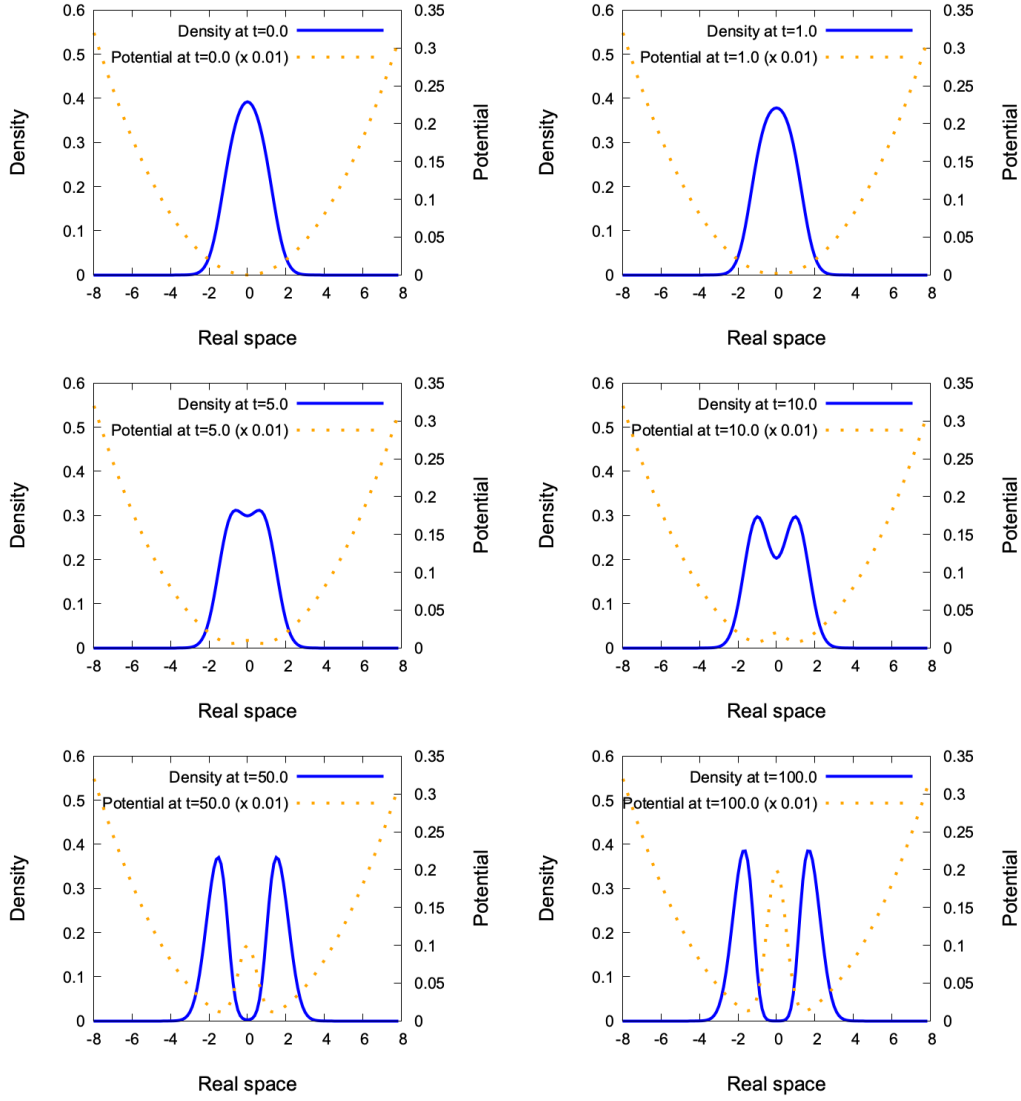 0.6 0.35
Density at t=0.0
0.5 0.3
Potential at t=0.0 (x 0.01)
0.25
0.4
0.2
Density
0.3
Potential
0.15
0.2
0.1
0.1 0.05
0 0
-8 -6 -4 -2 0 2 4 6 8
Real space
0.6 0.35
Density at t=1.0
0.5 0.3
Potential at t=1.0 (x 0.01)
0.25
0.4
0.2
Density
0.3
Potential
0.15
0.2
0.1
0.1 0.05
0 0
-8 -6 -4 -2 0 2 4 6 8
Real space
0.6 0.35
Density at t=5.0
0.5 0.3
Potential at t=5.0 (x 0.01)
0.25
0.4
0.2
Density
0.3
Potential
0.15
0.2
0.1
0.1 0.05
0 0
-8 -6 -4 -2 0 2 4 6 8
Real space
0.6 0.35
Density at t=10.0
0.5 0.3
Potential at t=10.0 (x 0.01)
0.25
0.4
0.2
Density
0.3
Potential
0.15
0.2
0.1
0.1 0.05
0 0
-8 -6 -4 -2 0 2 4 6 8
Real space
0.6 0.35
Density at t=50.0
0.5 0.3
Potential at t=50.0 (x 0.01)
0.25
0.4
0.2
Density
0.3
Potential
0.15
0.2
0.1
0.1 0.05
0 0
-8 -6 -4 -2 0 2 4 6 8
Real space
0.6 0.35
Density at t=100.0
0.5 0.3
Potential at t=100.0 (x 0.01)
0.25
0.4
0.2
Density
0.3
Potential
0.15
0.2
0.1
0.1 0.05
0 0
-8 -6 -4 -2 0 2 4 6 8
Real space